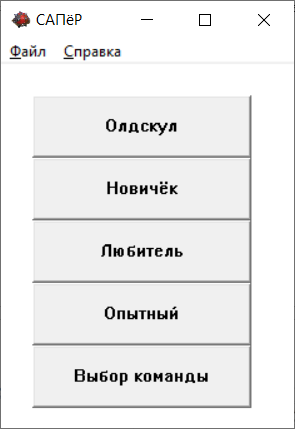 САПёР
Файл Справка
Олдскул
Новичёк
Любитель
Опытный
Выбор команды